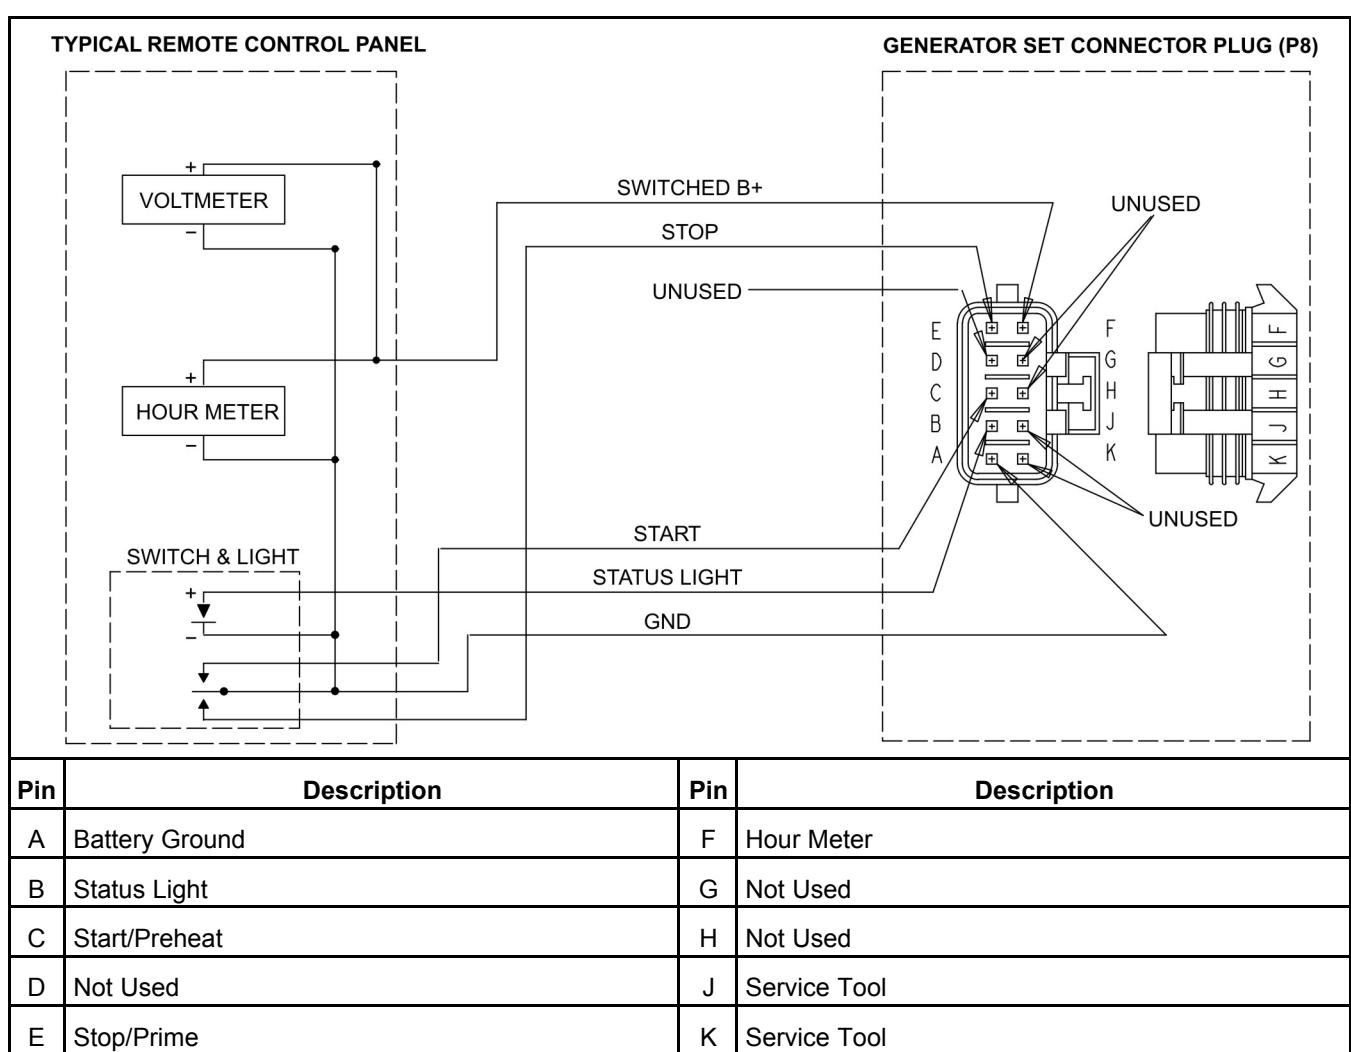 TYPICAL REMOTE CONTROL PANEL
GENERATOR SET CONNECTOR PLUG (P8)
+
VOLTMETER
−
SWITCHED B+
STOP
UNUSED
UNUSED
+
HOUR METER
−
E
D
C
B
A
F
G
H
J
K
F
G
H
J
K
UNUSED
START
SWITCH & LIGHT
STATUS LIGHT
+
−
GND
Pin Description Pin Description
A Battery Ground F Hour Meter
B Status Light G Not Used
C Start/Preheat H Not Used
D Not Used J Service Tool
E Stop/Prime K Service Tool